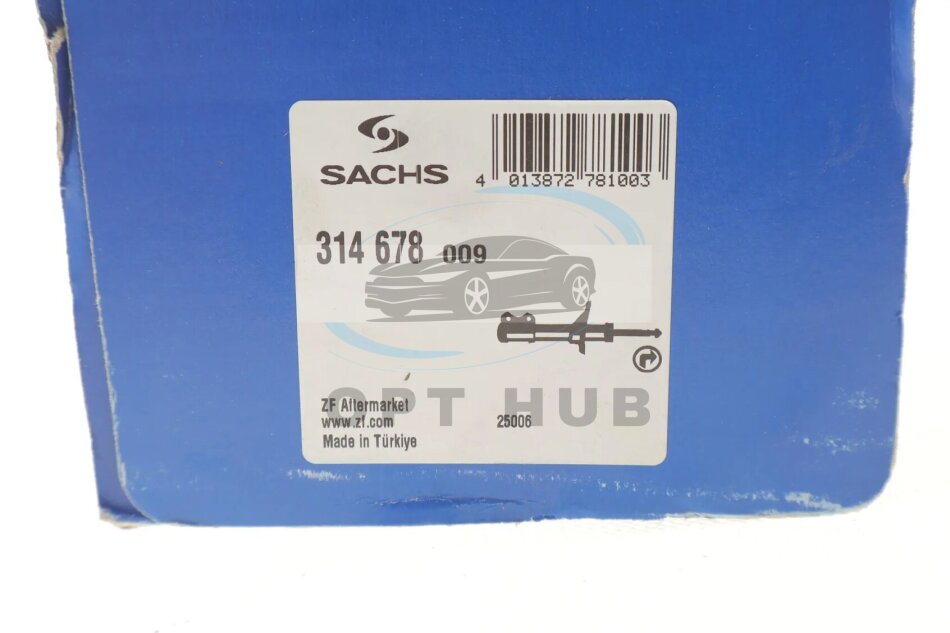 SACHS
4 013872 781003
314 678 009
OPT HUB
ZF Aftermarket
www.zf.com
25006
Made in Türkiye